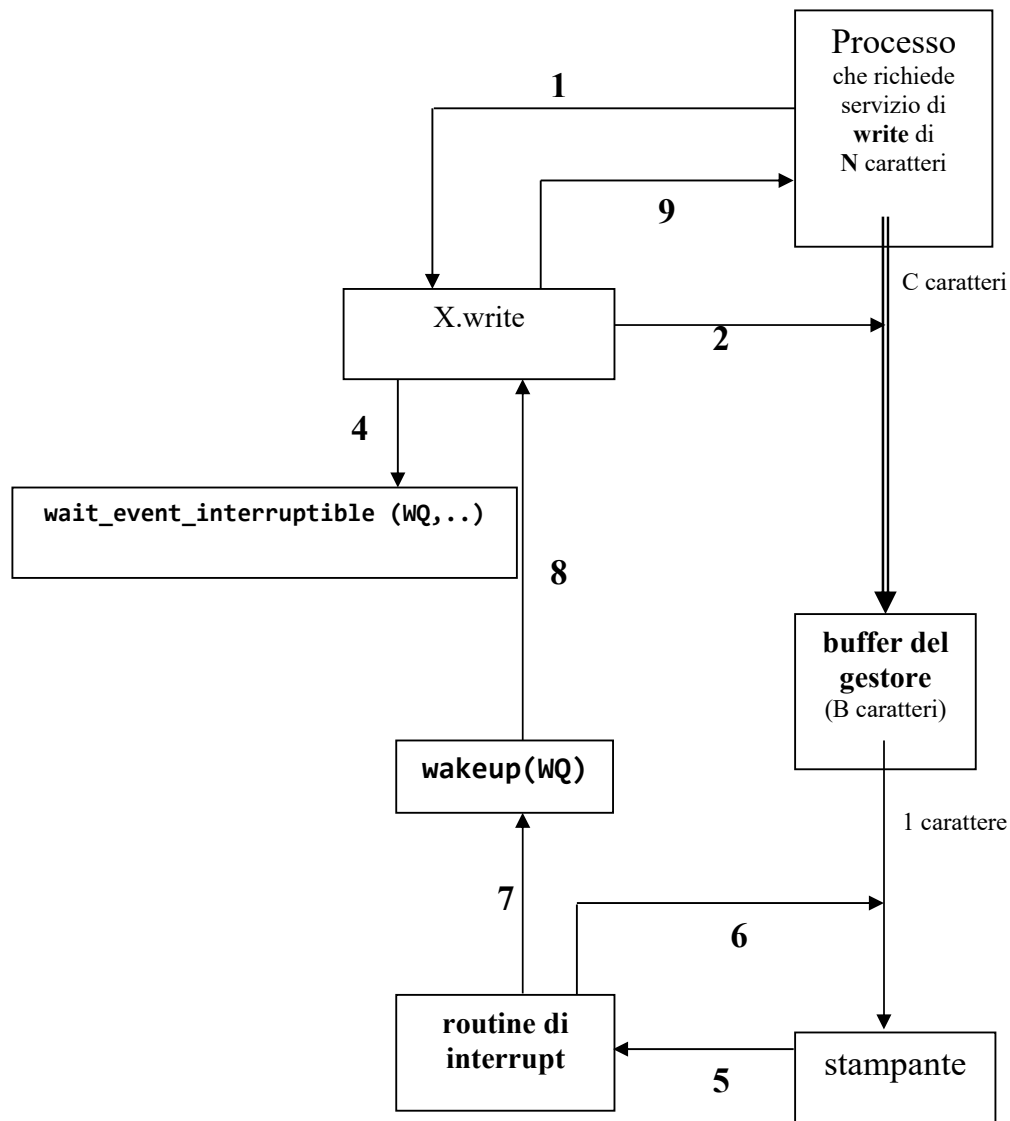 Processo
che richiede
servizio di
write di
N caratteri
1
9
C caratteri
X.write
2
4
wait_event_interruptible (WQ,..)
8
buffer del
gestore
(B caratteri)
wakeup(WQ)
1 carattere
7
6
routine di
interrupt
stampante
5